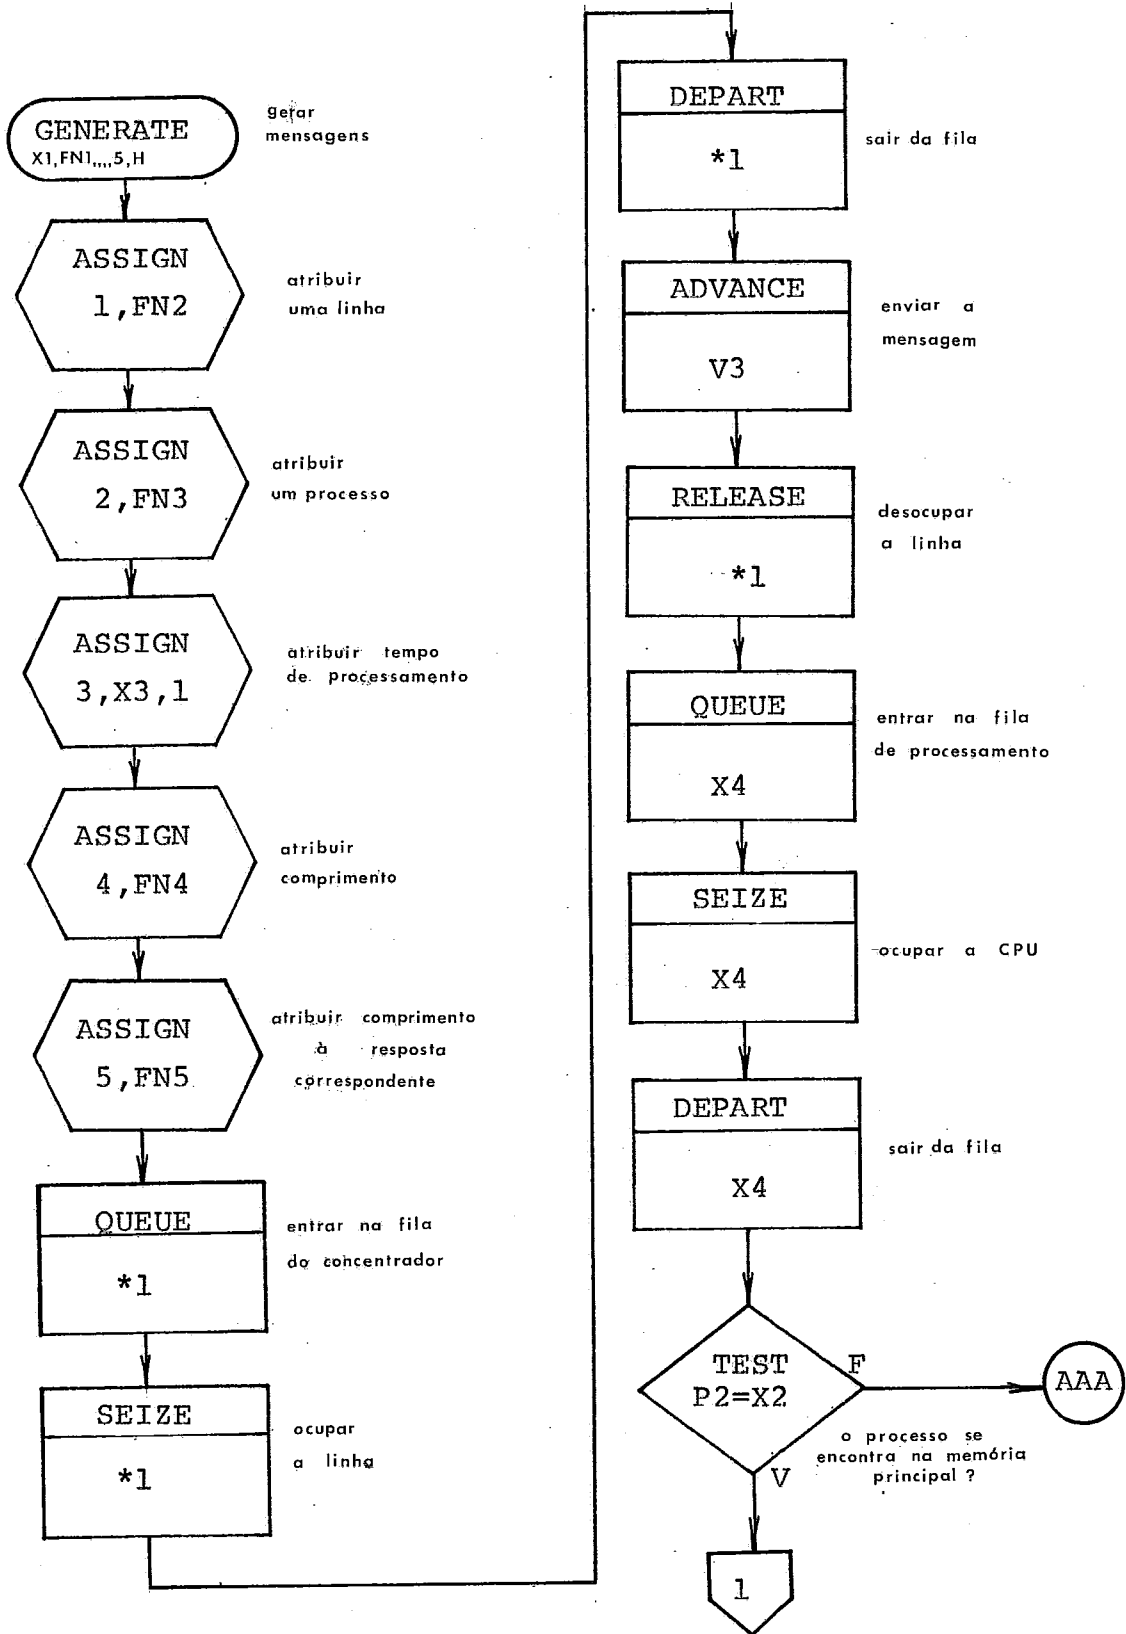 GENERATE
X1,FN1,,,,5,H
gerar
mensagens
ASSIGN
1,FN2
atribuir
uma linha
ASSIGN
2,FN3
atribuir
um processo
ASSIGN
3,X3,1
atribuir tempo
de processamento
ASSIGN
4,FN4
atribuir
comprimento
ASSIGN
5,FN5
atribuir comprimento
à resposta
correspondente
QUEUE
*1
entrar na fila
do concentrador
SEIZE
*1
ocupar
a linha
DEPART
*1
sair da fila
ADVANCE
V3
enviar a
mensagem
RELEASE
*1
desocupar
a linha
QUEUE
X4
entrar na fila
de processamento
SEIZE
X4
ocupar a CPU
DEPART
X4
sair da fila
TEST
P2=X2
F
AAA
o processo se
encontra na memória
principal ?
V
1